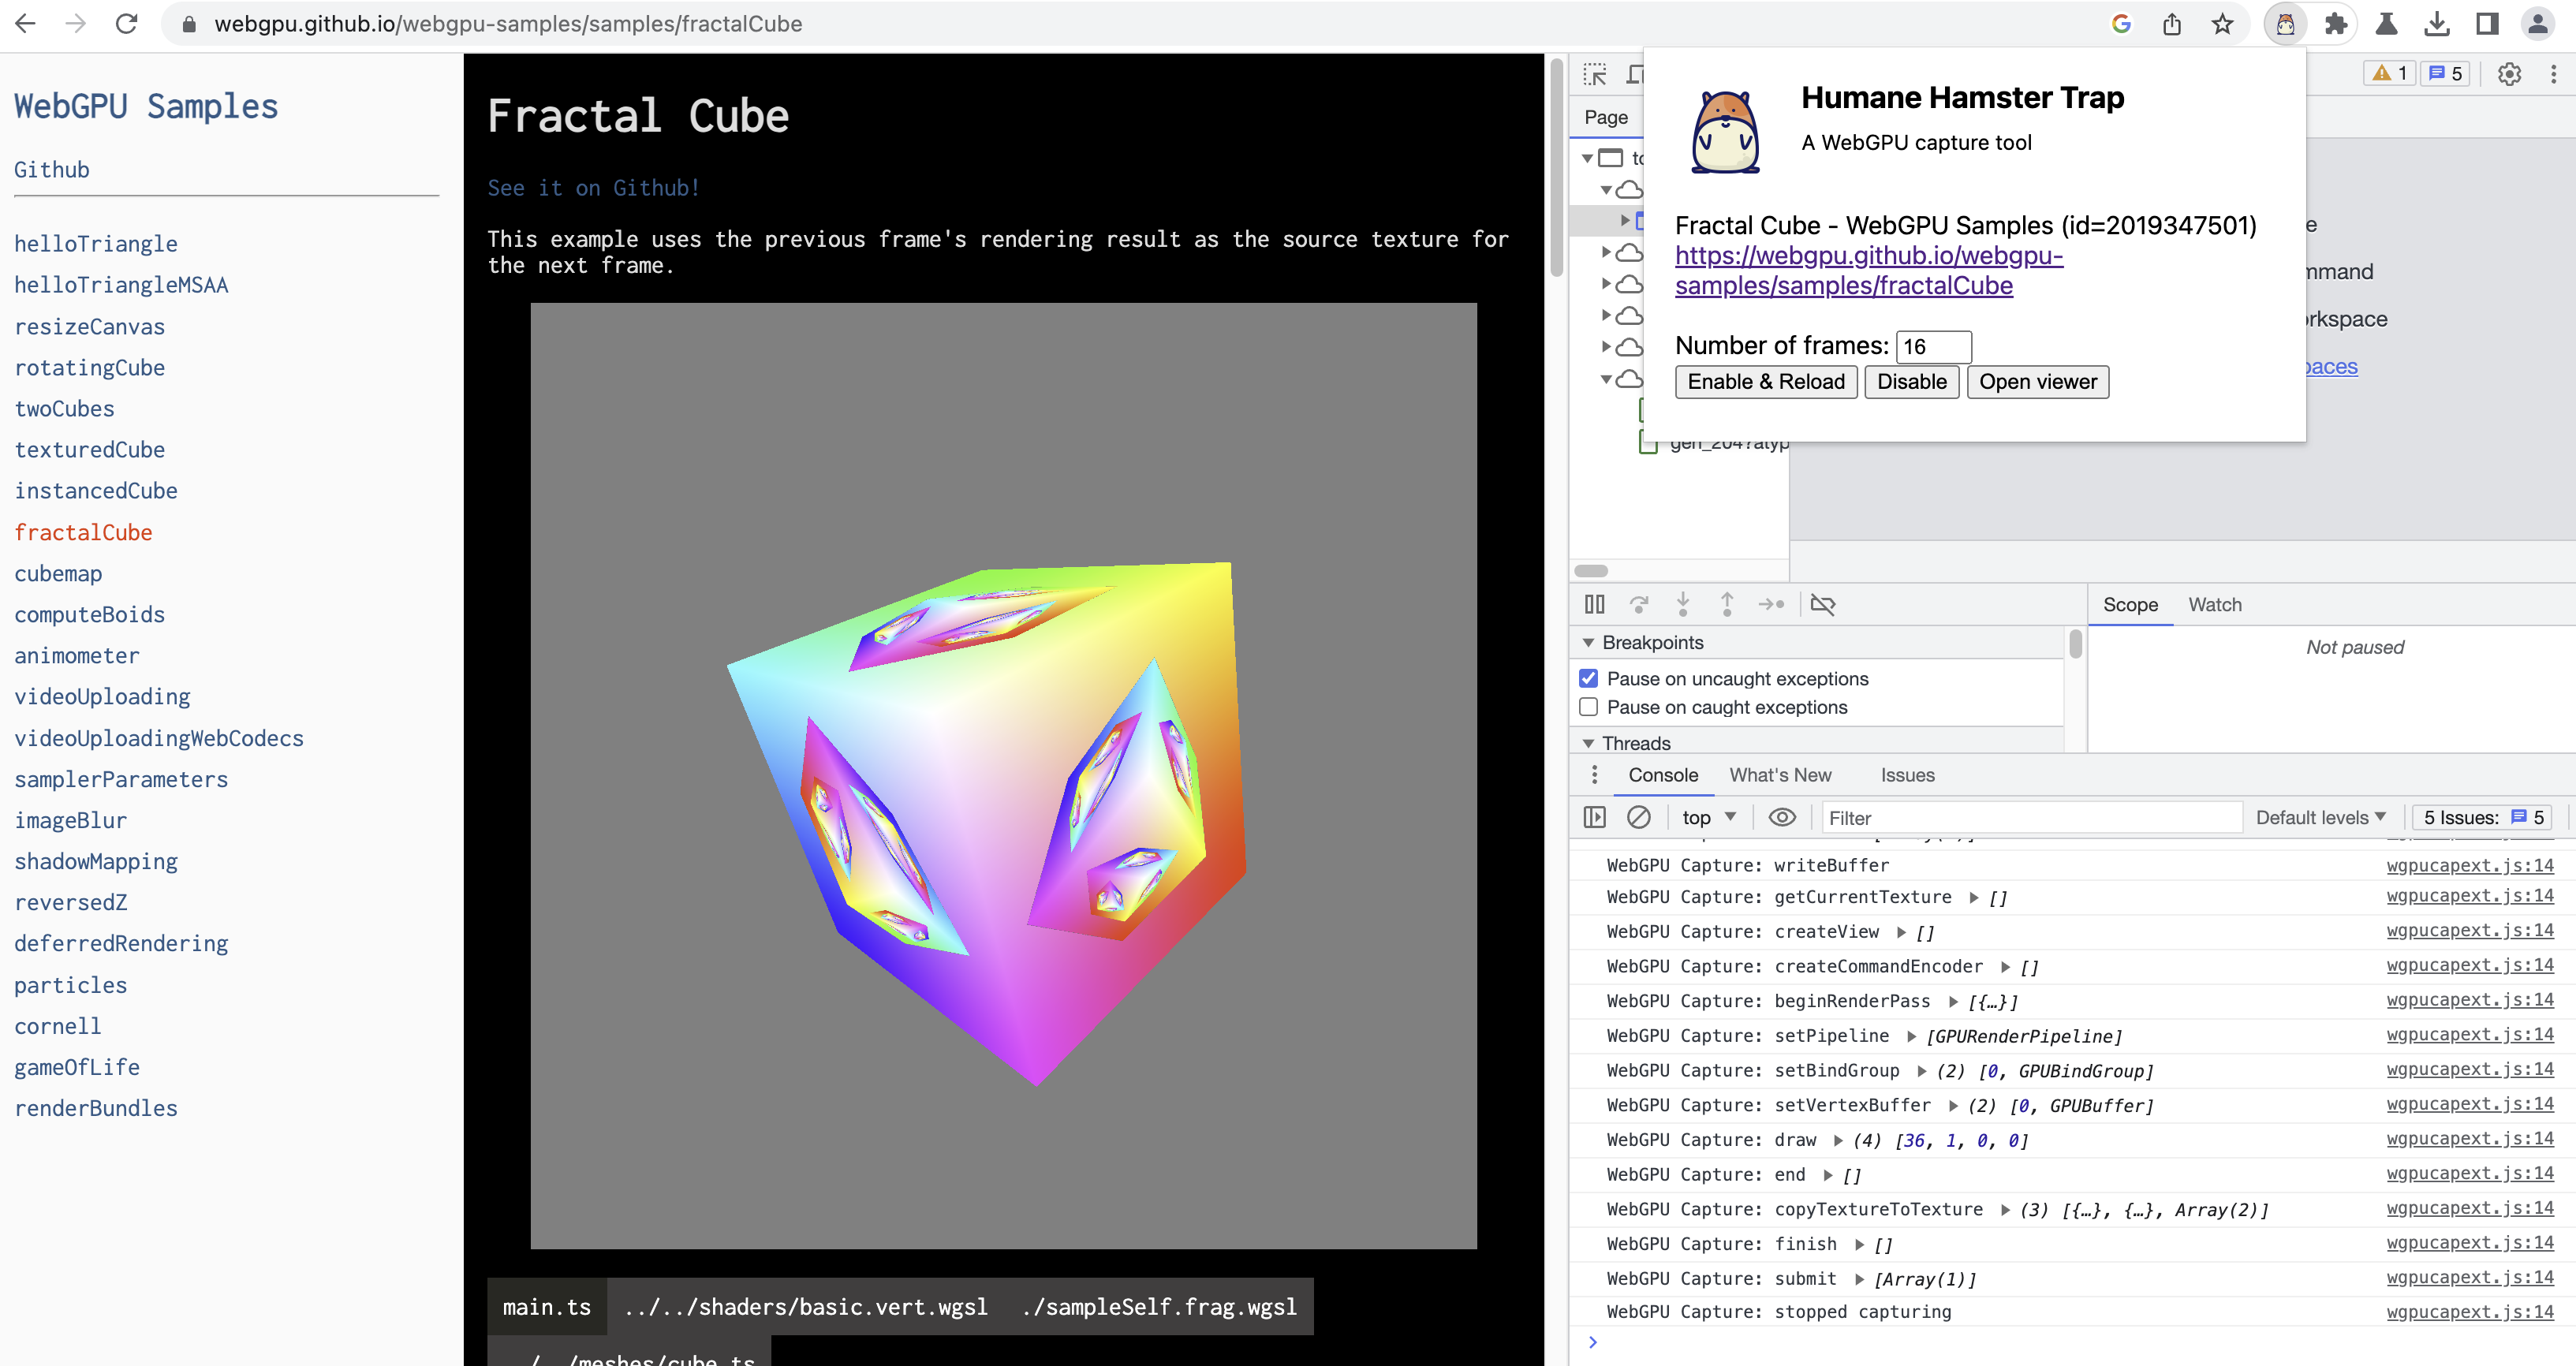 webgpu.github.io/webgpu-samples/samples/fractalCube
WebGPU Samples
Github
helloTriangle
helloTriangleMSAA
resizeCanvas
rotatingCube
twoCubes
texturedCube
instancedCube
fractalCube
cubemap
computeBoids
animometer
videoUploading
videoUploadingWebCodecs
samplerParameters
imageBlur
shadowMapping
reversedZ
deferredRendering
particles
cornell
gameOfLife
renderBundles
Fractal Cube
See it on Github!
This example uses the previous frame's rendering result as the source texture for
the next frame.
main.ts ../../shaders/basic.vert.wgsl ./sampleSelf.frag.wgsl
Humane Hamster Trap
A WebGPU capture tool
Fractal Cube - WebGPU Samples (id=2019347501)
https://webgpu.github.io/webgpu-
samples/samples/fractalCube
Number of frames: 16
Enable & Reload Disable Open viewer
1 5
Page
Scope Watch
Breakpoints
Not paused
Pause on uncaught exceptions
Pause on caught exceptions
Threads
Console What's New Issues
top Filter Default levels 5 Issues: 5
WebGPU Capture: writeBuffer wgpucapext.js:14
WebGPU Capture: getCurrentTexture [] wgpucapext.js:14
WebGPU Capture: createView [] wgpucapext.js:14
WebGPU Capture: createCommandEncoder [] wgpucapext.js:14
WebGPU Capture: beginRenderPass [{…}] wgpucapext.js:14
WebGPU Capture: setPipeline [GPURenderPipeline] wgpucapext.js:14
WebGPU Capture: setBindGroup (2) [0, GPUBindGroup] wgpucapext.js:14
WebGPU Capture: setVertexBuffer (2) [0, GPUBuffer] wgpucapext.js:14
WebGPU Capture: draw (4) [36, 1, 0, 0] wgpucapext.js:14
WebGPU Capture: end [] wgpucapext.js:14
WebGPU Capture: copyTextureToTexture (3) [{…}, {…}, Array(2)] wgpucapext.js:14
WebGPU Capture: finish [] wgpucapext.js:14
WebGPU Capture: submit [Array(1)] wgpucapext.js:14
WebGPU Capture: stopped capturing wgpucapext.js:14